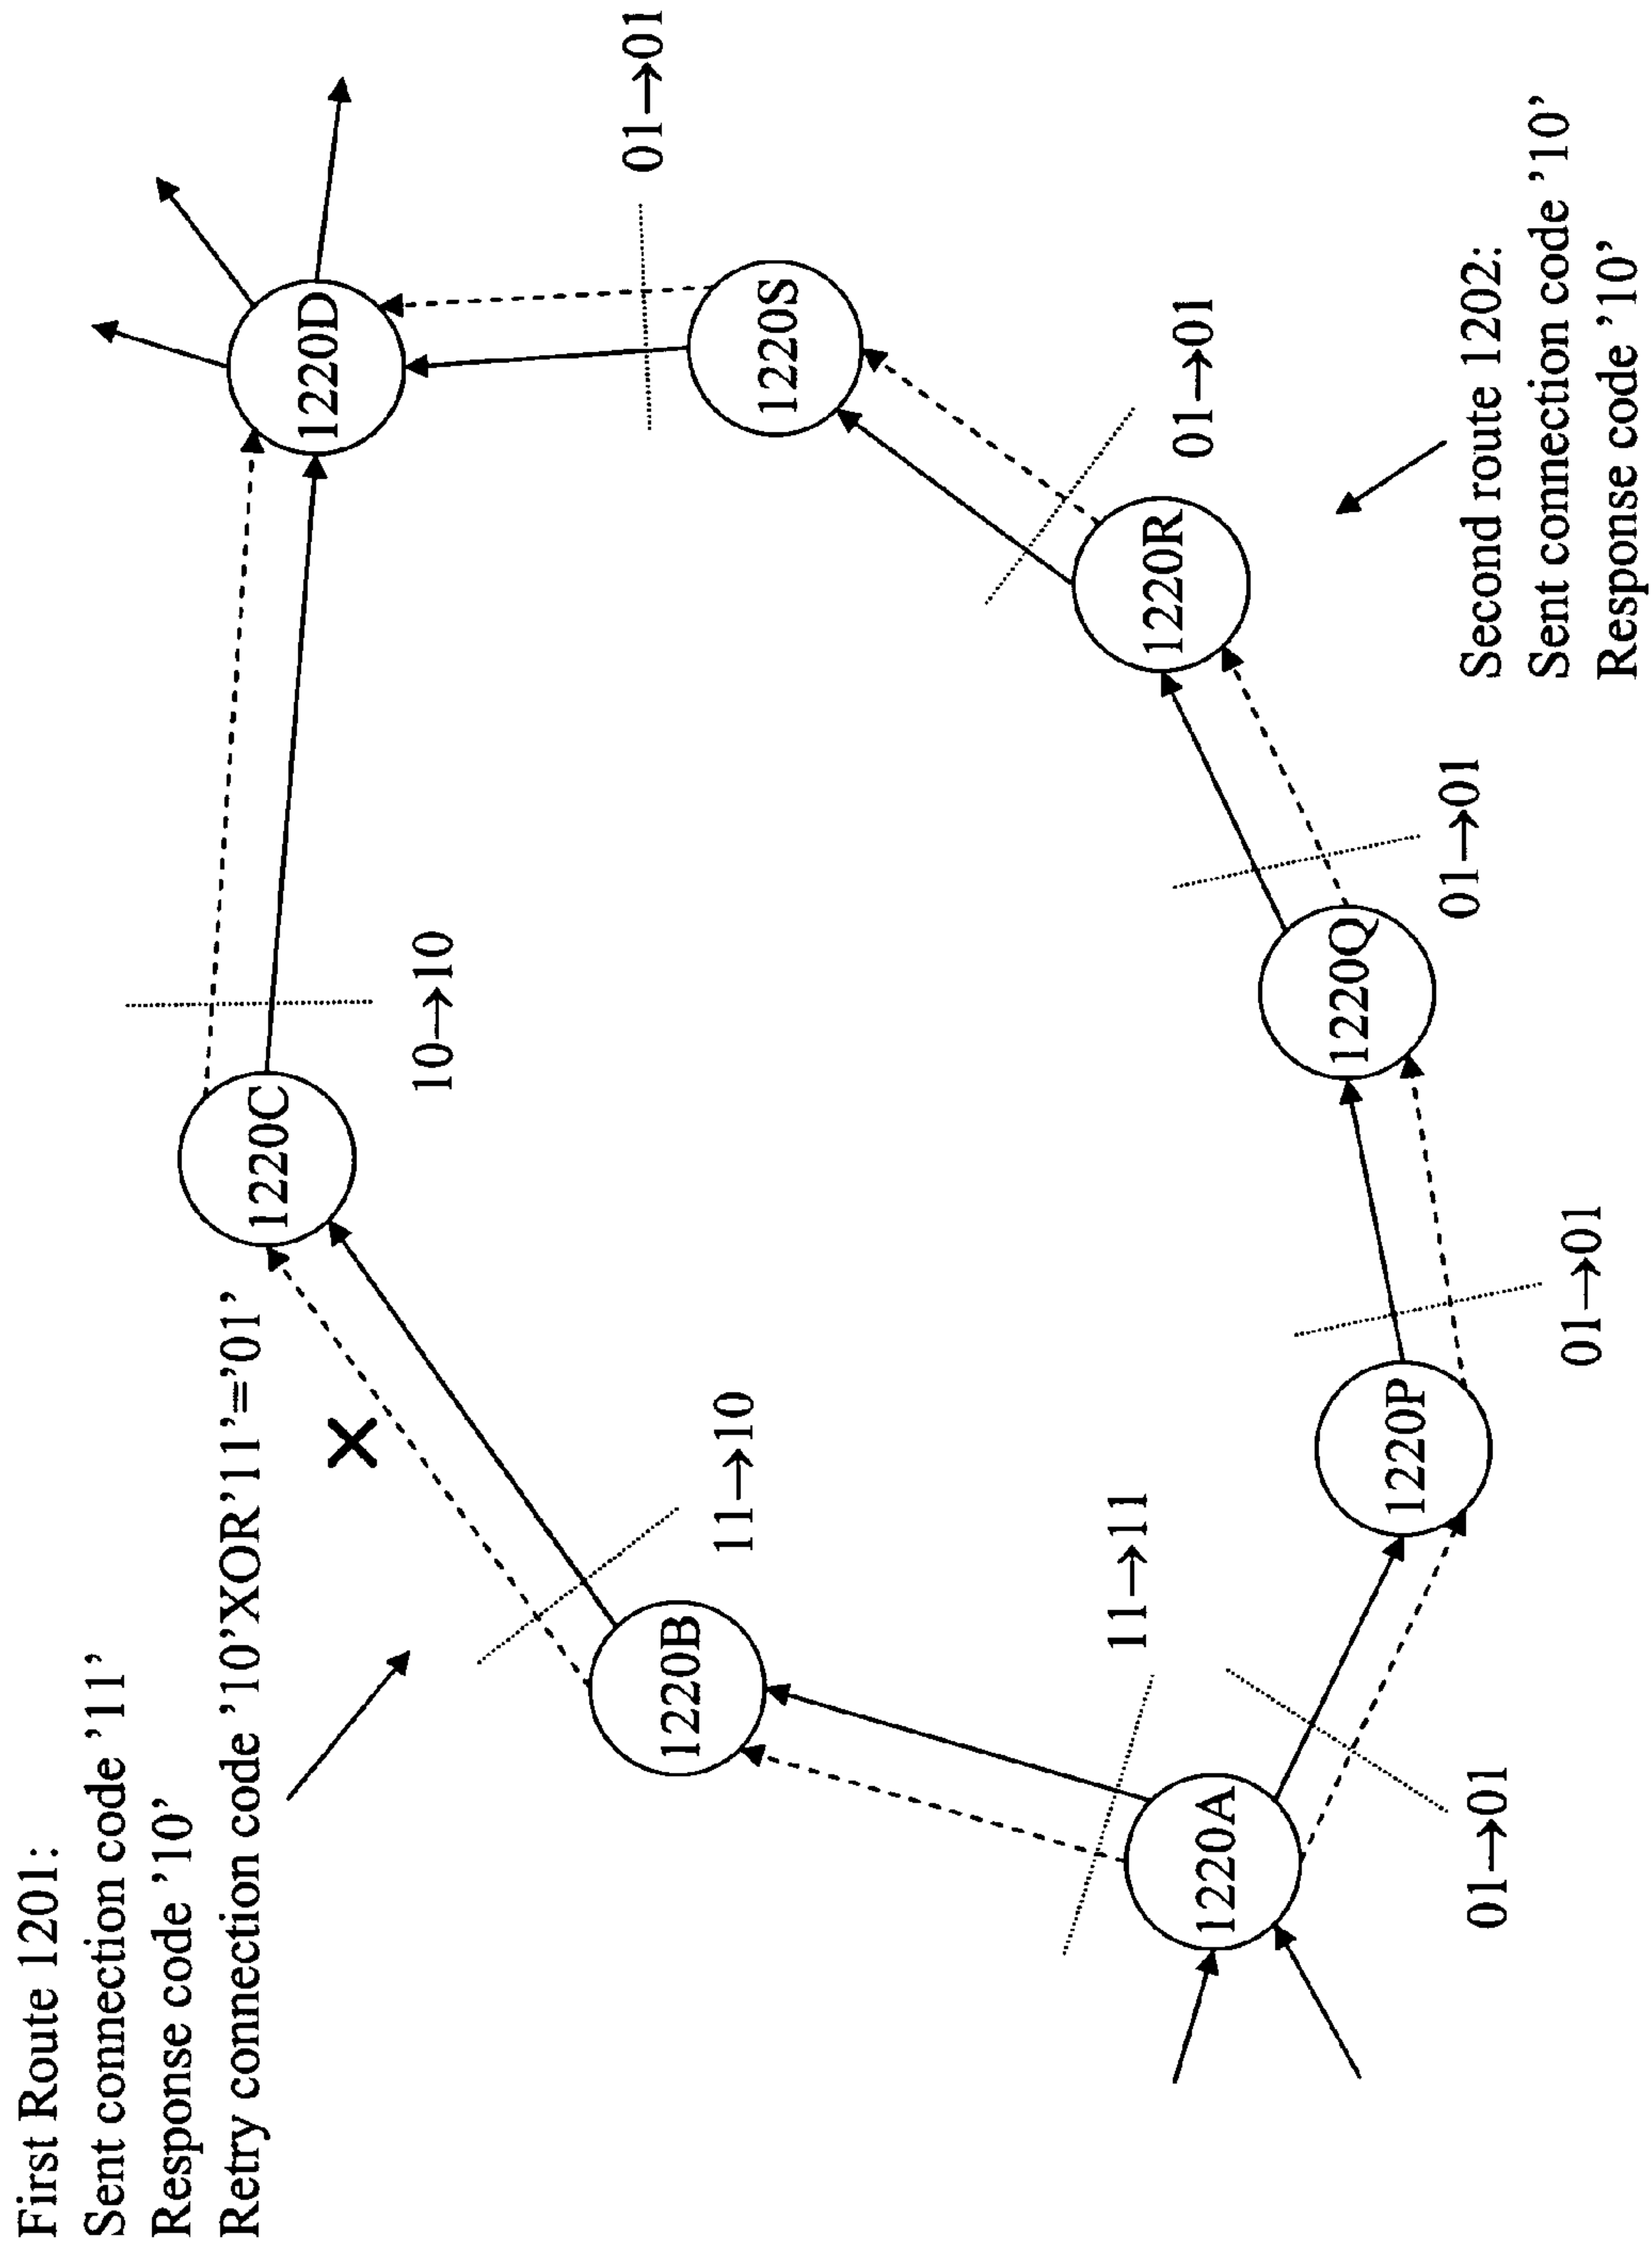 First Route 1201:
Sent connection code ’11’
Response code ’10’
Retry connection code ’10’XOR’11’=’01’
1220A
1220B
1220C
1220D
1220P
1220Q
1220R
1220S
11→11
11→10
10→10
01→01
01→01
01→01
01→01
01→01
Second route 1202:
Sent connection code ’10’
Response code ’10’